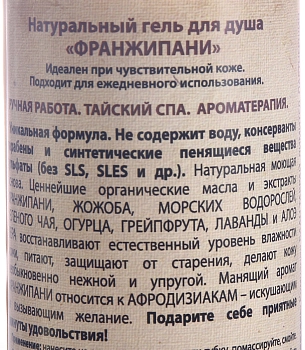 Натуральный гель для душа
«ФРАНЖИПАНИ»
Идеален при чувствительной коже.
Подходит для ежедневного использования.
РУЧНАЯ РАБОТА. ТАЙСКИЙ СПА. АРОМАТЕРАПИЯ.
Уникальная формула. Не содержит воду, консерванты
парабены и синтетические пенящиеся вещества
сульфаты (без SLS, SLES и др.). Натуральная моющая
основа. Ценнейшие органические масла и экстракты
ФРАНЖИПАНИ, ЖОЖОБА, МОРСКИХ ВОДОРОСЛЕЙ,
ЗЕЛЕНОГО ЧАЯ, ОГУРЦА, ГРЕЙПФРУТА, ЛАВАНДЫ и АЛОЭ
восстанавливают естественный уровень влажности
питают, защищают от старения, делают кожу
необыкновенно нежной и упругой. Манящий аромат
ФРАНЖИПАНИ относится к АФРОДИЗИАКАМ – искушающим
вызывающим желание. Подарите себе приятные
минуты удовольствия!
нанесите